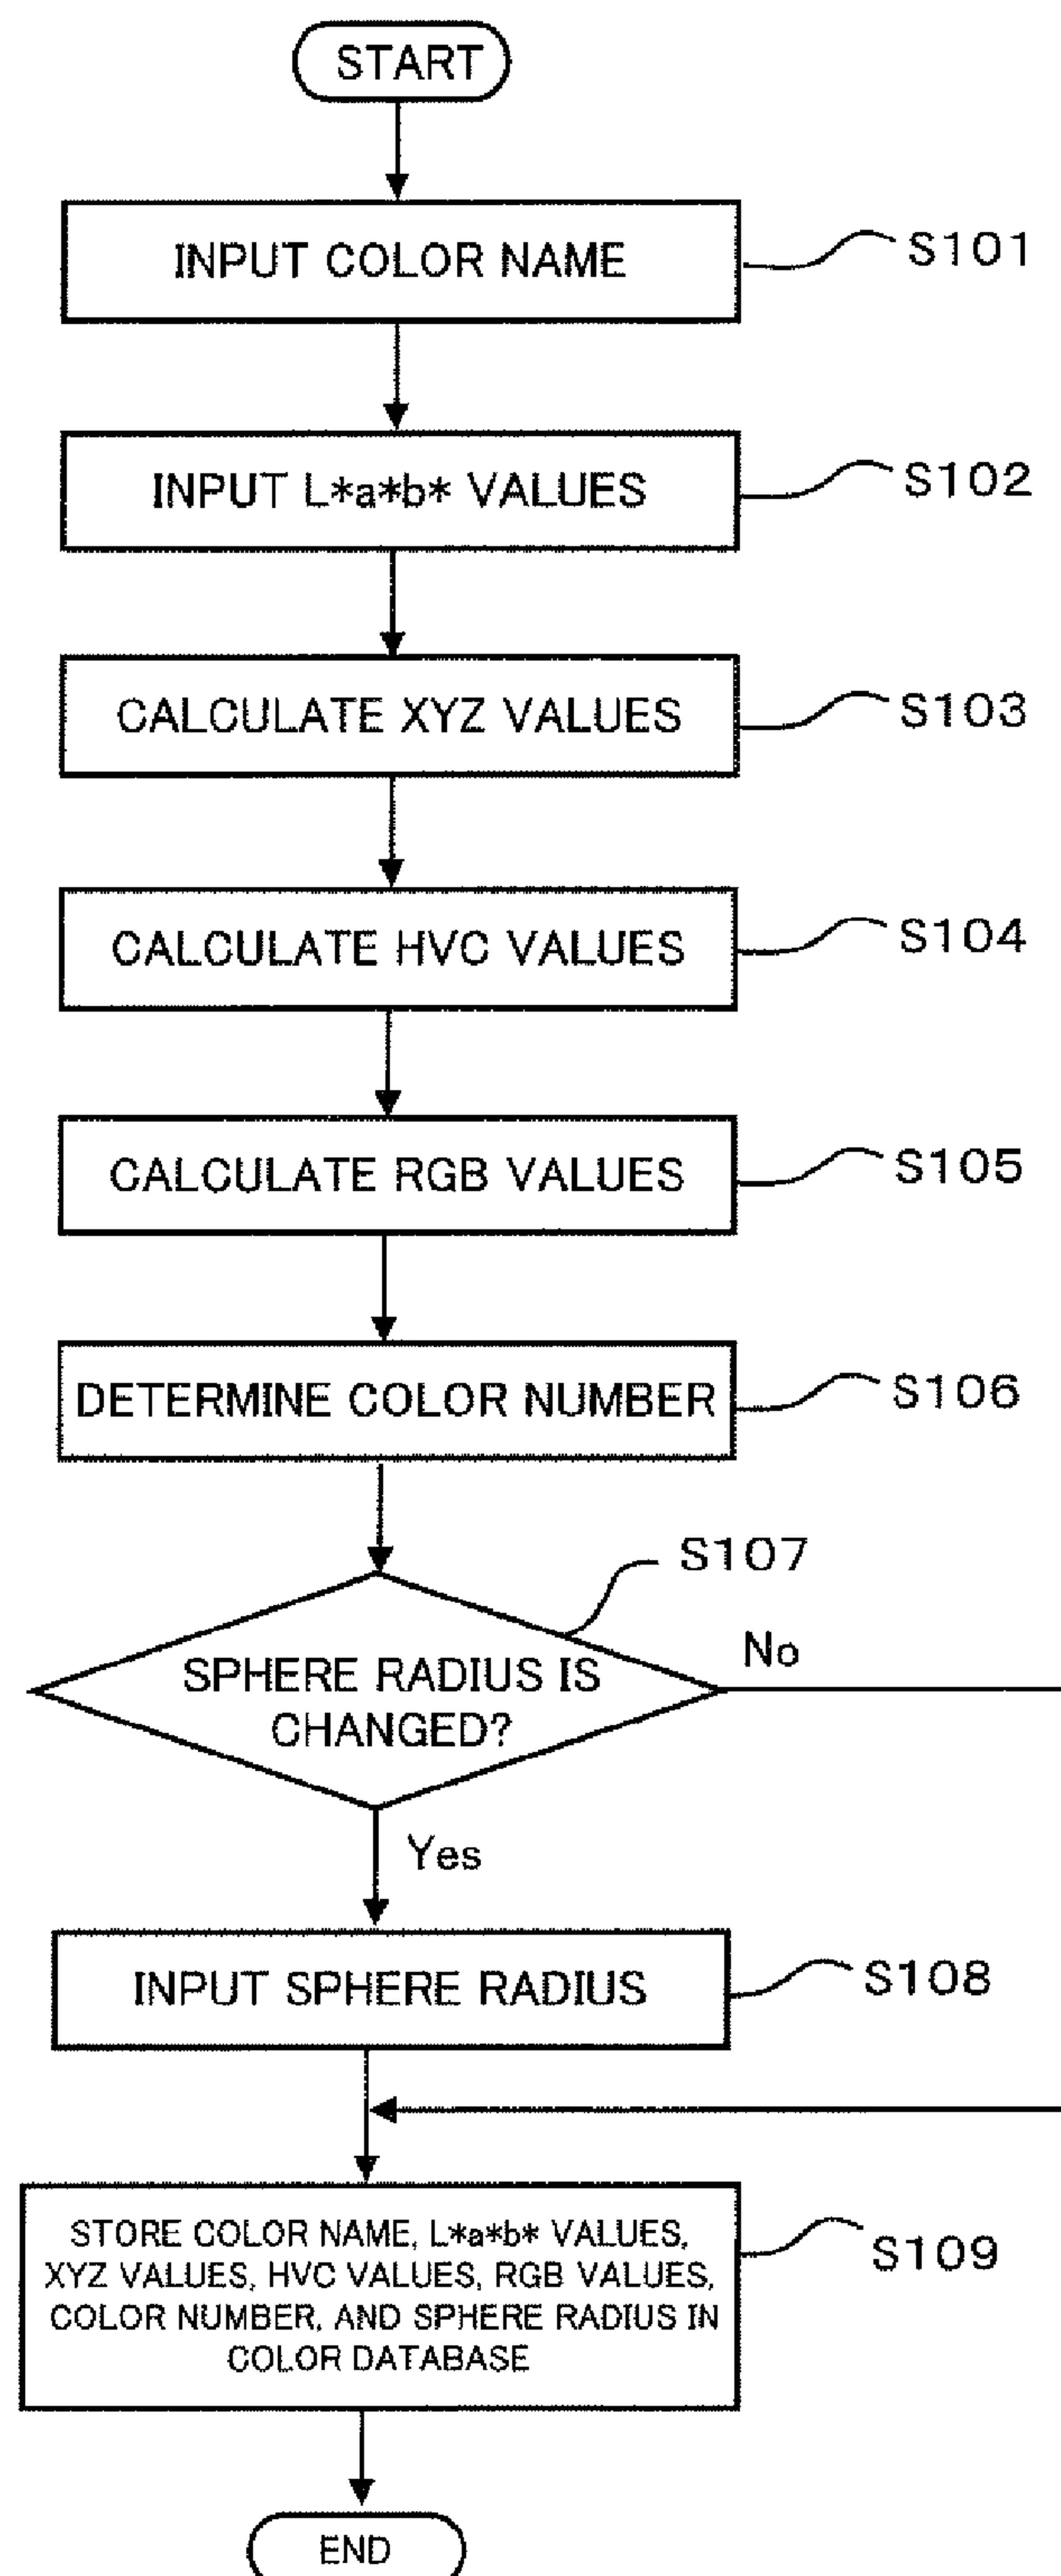 START
INPUT COLOR NAME
S101
INPUT L*a*b* VALUES
S102
CALCULATE XYZ VALUES
S103
CALCULATE HVC VALUES
S104
CALCULATE RGB VALUES
S105
DETERMINE COLOR NUMBER
S106
S107
SPHERE RADIUS IS
CHANGED?
No
Yes
INPUT SPHERE RADIUS
S108
STORE COLOR NAME, L*a*b* VALUES,
XYZ VALUES, HVC VALUES, RGB VALUES,
COLOR NUMBER, AND SPHERE RADIUS IN
COLOR DATABASE
S109
END